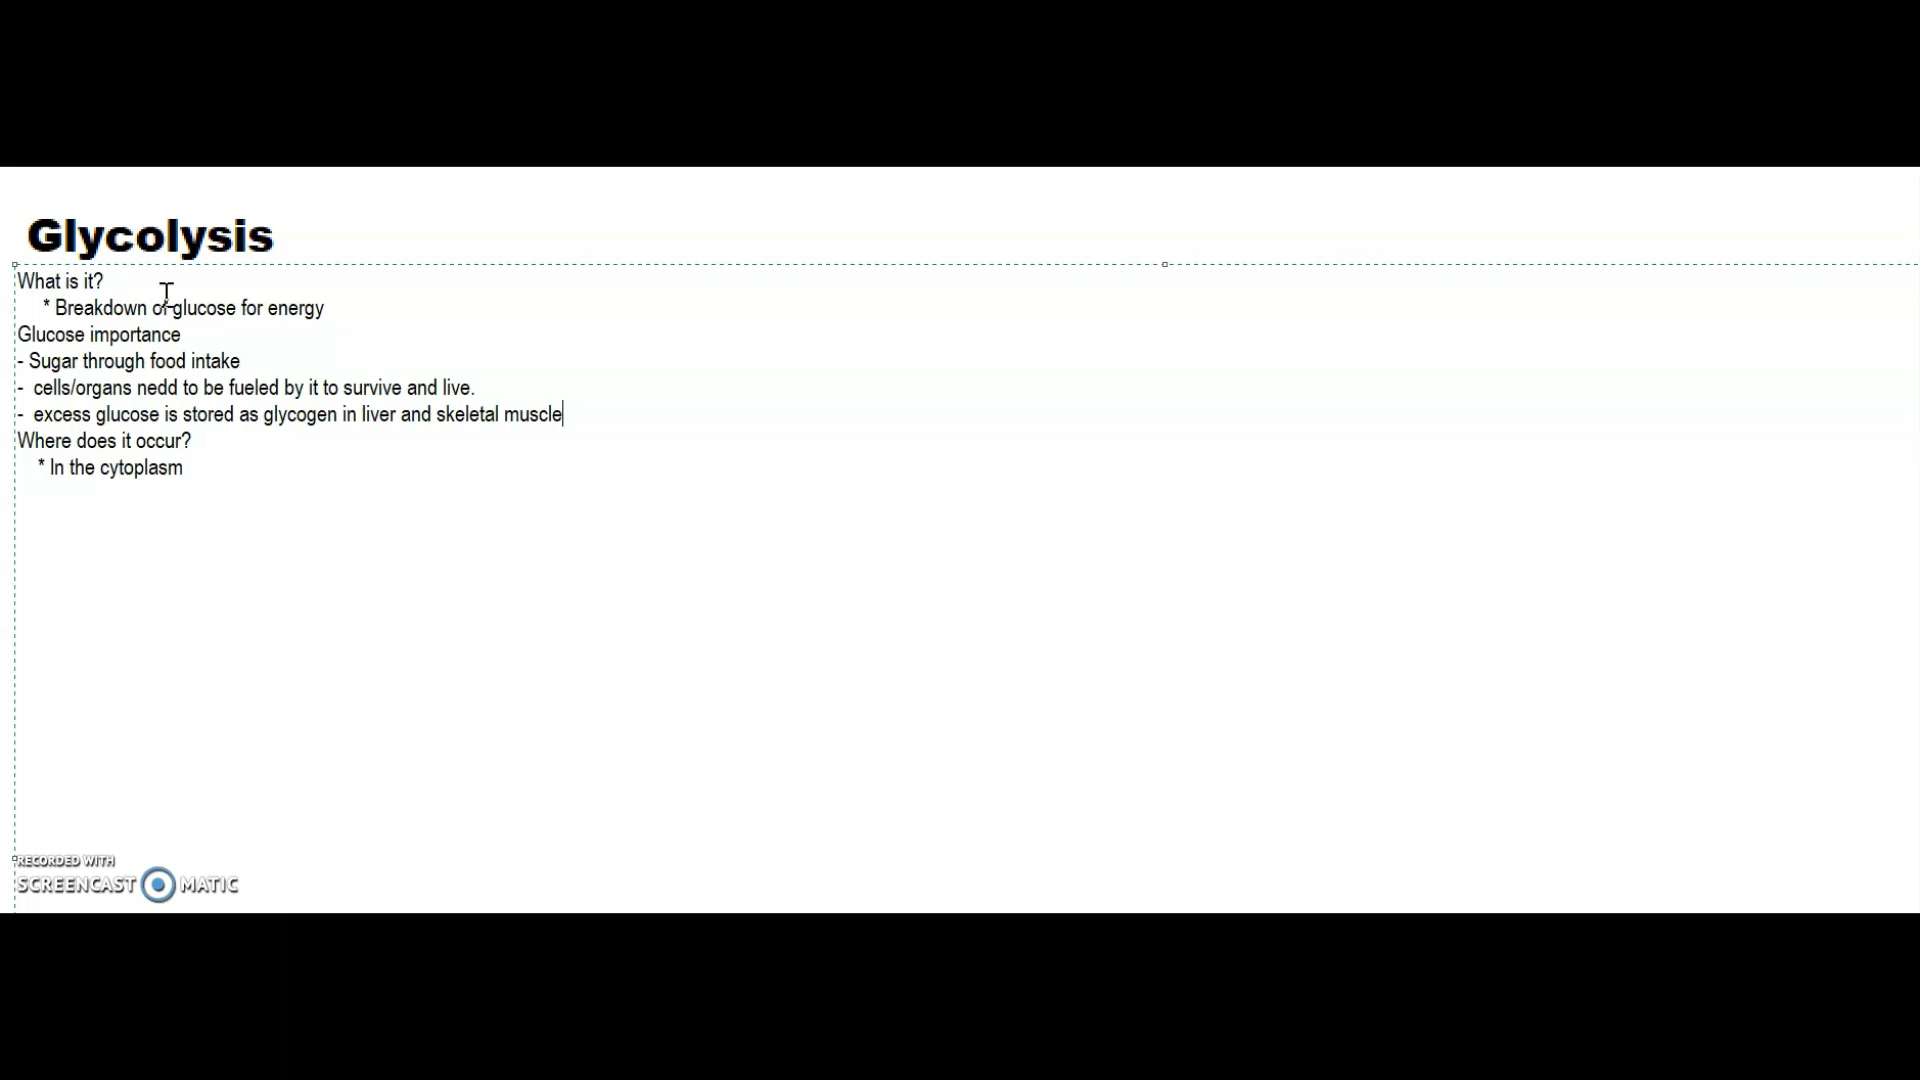 Glycolysis
What is it?
* Breakdown of glucose for energy
Glucose importance
- Sugar through food intake
- cells/organs nedd to be fueled by it to survive and live.
- excess glucose is stored as glycogen in liver and skeletal muscle
Where does it occur?
* In the cytoplasm
RECORDED WITH
SCREENCAST MATIC